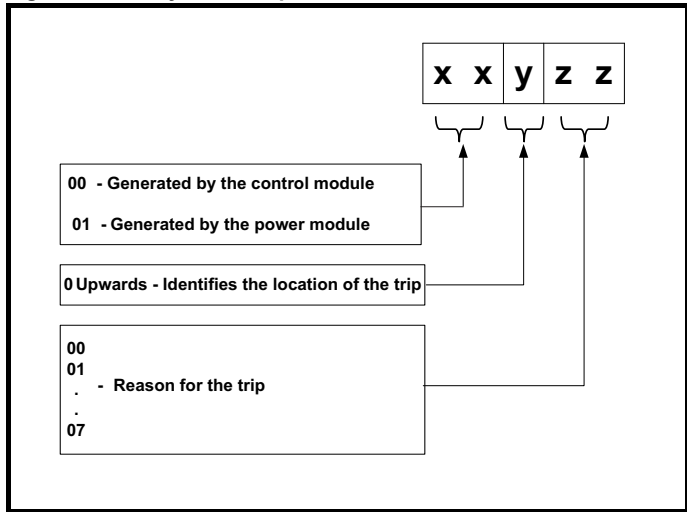 x x y z z
00 - Generated by the control module
01 - Generated by the power module
0 Upwards - Identifies the location of the trip
00
01
- Reason for the trip
.
.
07